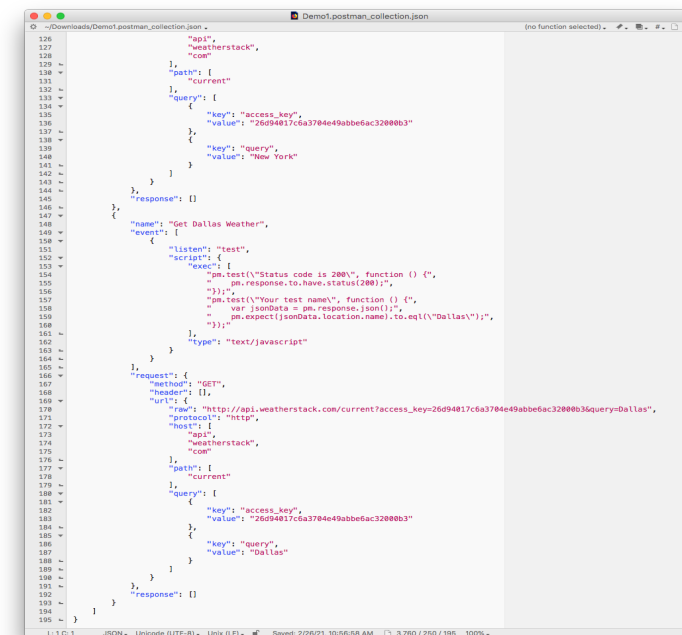 Demo1.postman_collection.json
~/Downloads/Demo1.postman_collection.json
(no function selected)
126 "api",
127 "weatherstack",
128 "com"
129 ],
130 "path": [
131 "current"
132 ],
133 "query": [
134 {
135 "key": "access_key",
136 "value": "26d94017c6a3704e49abbe6ac32000b3"
137 },
138 {
139 "key": "query",
140 "value": "New York"
141 }
142 ]
143 }
144 },
145 "response": []
146 },
147 {
148 "name": "Get Dallas Weather",
149 "event": [
150 {
151 "listen": "test",
152 "script": {
153 "exec": [
154 "pm.test(\"Status code is 200\", function () {",
155 "    pm.response.to.have.status(200);",
156 "});",
157 "pm.test(\"Your test name\", function () {",
158 "    var jsonData = pm.response.json();",
159 "    pm.expect(jsonData.location.name).to.eql(\"Dallas\");",
160 "});"
161 ],
162 "type": "text/javascript"
163 }
164 }
165 ],
166 "request": {
167 "method": "GET",
168 "header": [],
169 "url": {
170 "raw": "http://api.weatherstack.com/current?access_key=26d94017c6a3704e49abbe6ac32000b3&query=Dallas",
171 "protocol": "http",
172 "host": [
173 "api",
174 "weatherstack",
175 "com"
176 ],
177 "path": [
178 "current"
179 ],
180 "query": [
181 {
182 "key": "access_key",
183 "value": "26d94017c6a3704e49abbe6ac32000b3"
184 },
185 {
186 "key": "query",
187 "value": "Dallas"
188 }
189 ]
190 }
191 },
192 "response": []
193 }
194 ]
195 }
L: 1 C: 1 JSON Unicode (UTF-8) Unix (LF) Saved: 2/26/21, 10:56:58 AM 3,760 / 250 / 195 100%